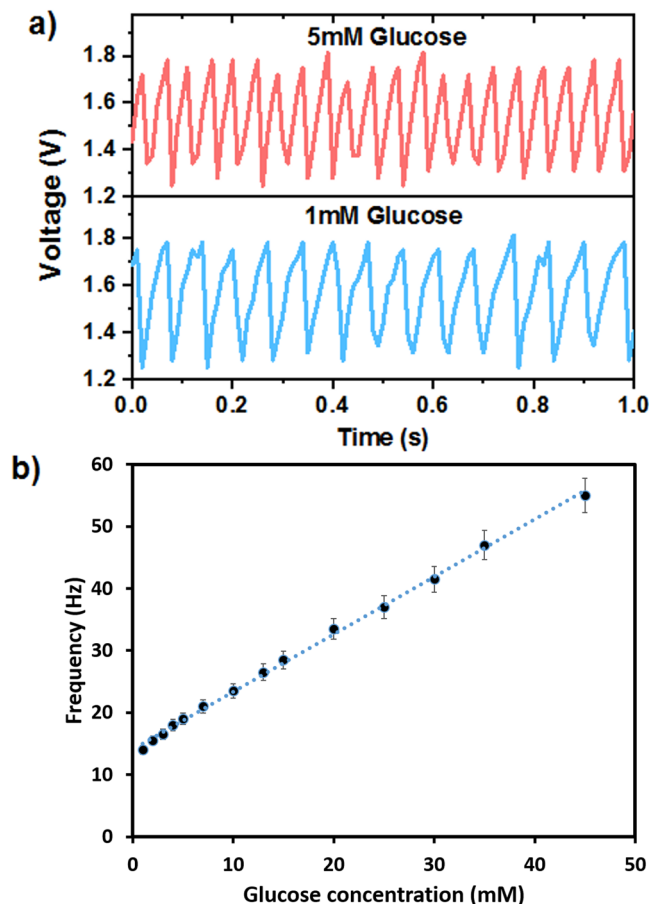 a)
5mM Glucose
1.8
1.6
1.4
1.2
1mM Glucose
1.8
1.6
1.4
1.2
Voltage (V)
0.0 0.2 0.4 0.6 0.8 1.0
Time (s)
b)
60
50
40
30
20
10
0
Frequency (Hz)
0 10 20 30 40 50
Glucose concentration (mM)